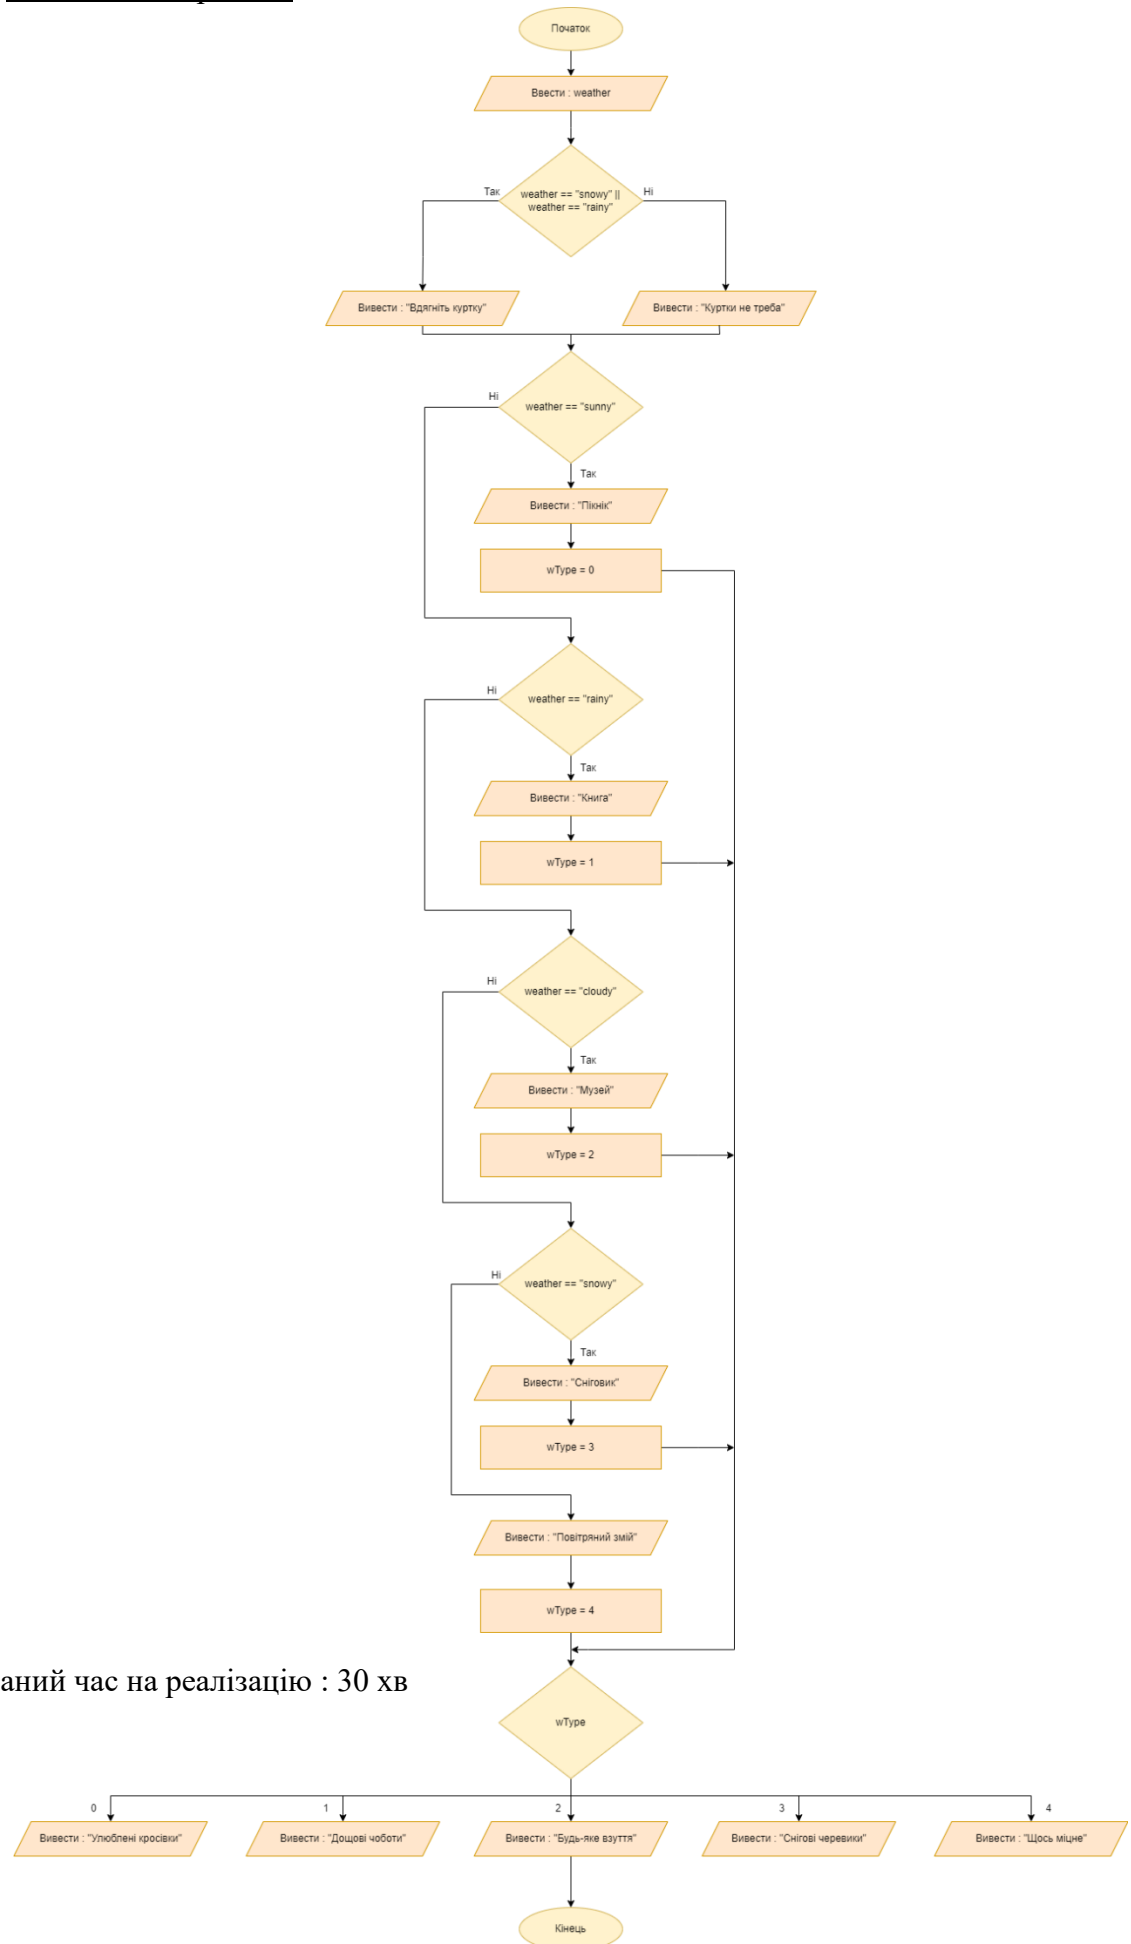 Початок
Ввести : weather
Так
weather == "snowy" ||
weather == "rainy"
Ні
Вивести : "Вдягніть куртку"
Вивести : "Куртки не треба"
Ні
weather == "sunny"
Так
Вивести : "Пікнік"
wType = 0
Ні
weather == "rainy"
Так
Вивести : "Книга"
wType = 1
Ні
weather == "cloudy"
Так
Вивести : "Музей"
wType = 2
Ні
weather == "snowy"
Так
Вивести : "Сніговик"
wType = 3
Вивести : "Повітряний змій"
wType = 4
аний час на реалізацію : 30 хв
wType
0
1
2
3
4
Вивести : "Улюблені кросівки"
Вивести : "Дощові чоботи"
Вивести : "Будь-яке взуття"
Вивести : "Снігові черевики"
Вивести : "Щось міцне"
Кінець